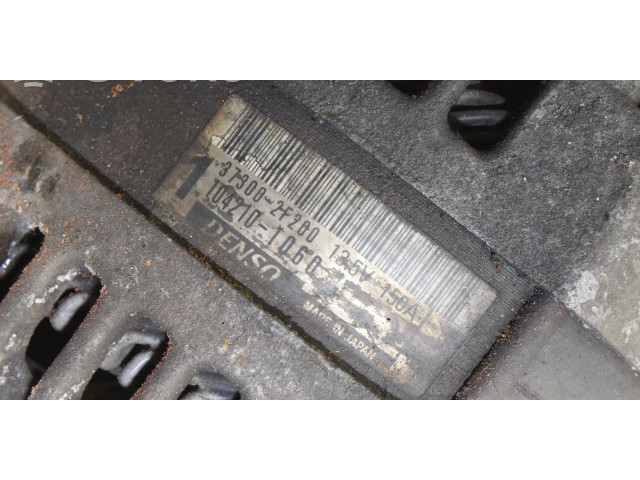 1
37300-2F200 13.5V 150A
104210-1060
DENSO
MADE IN JAPAN